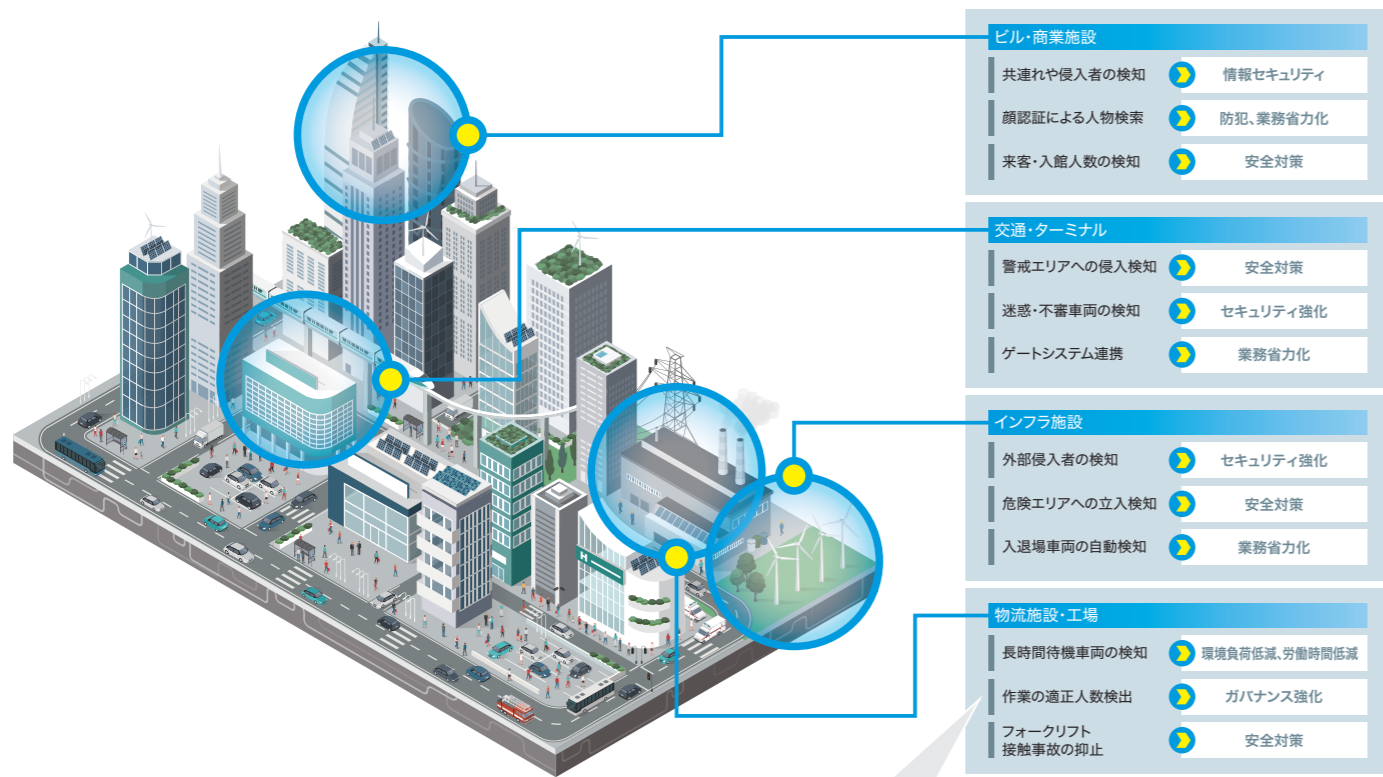 ビル・商業施設
共連れや侵入者の検知
情報セキュリティ
顔認証による人物検索
防犯、業務省力化
来客・入館人数の検知
安全対策
交通・ターミナル
警戒エリアへの侵入検知
安全対策
迷惑・不審車両の検知
セキュリティ強化
ゲートシステム連携
業務省力化
インフラ施設
外部侵入者の検知
セキュリティ強化
危険エリアへの立入検知
安全対策
入退場車両の自動検知
業務省力化
物流施設・工場
長時間待機車両の検知
環境負荷低減、労働時間低減
作業の適正人数検出
ガバナンス強化
フォークリフト
接触事故の抑止
安全対策
H